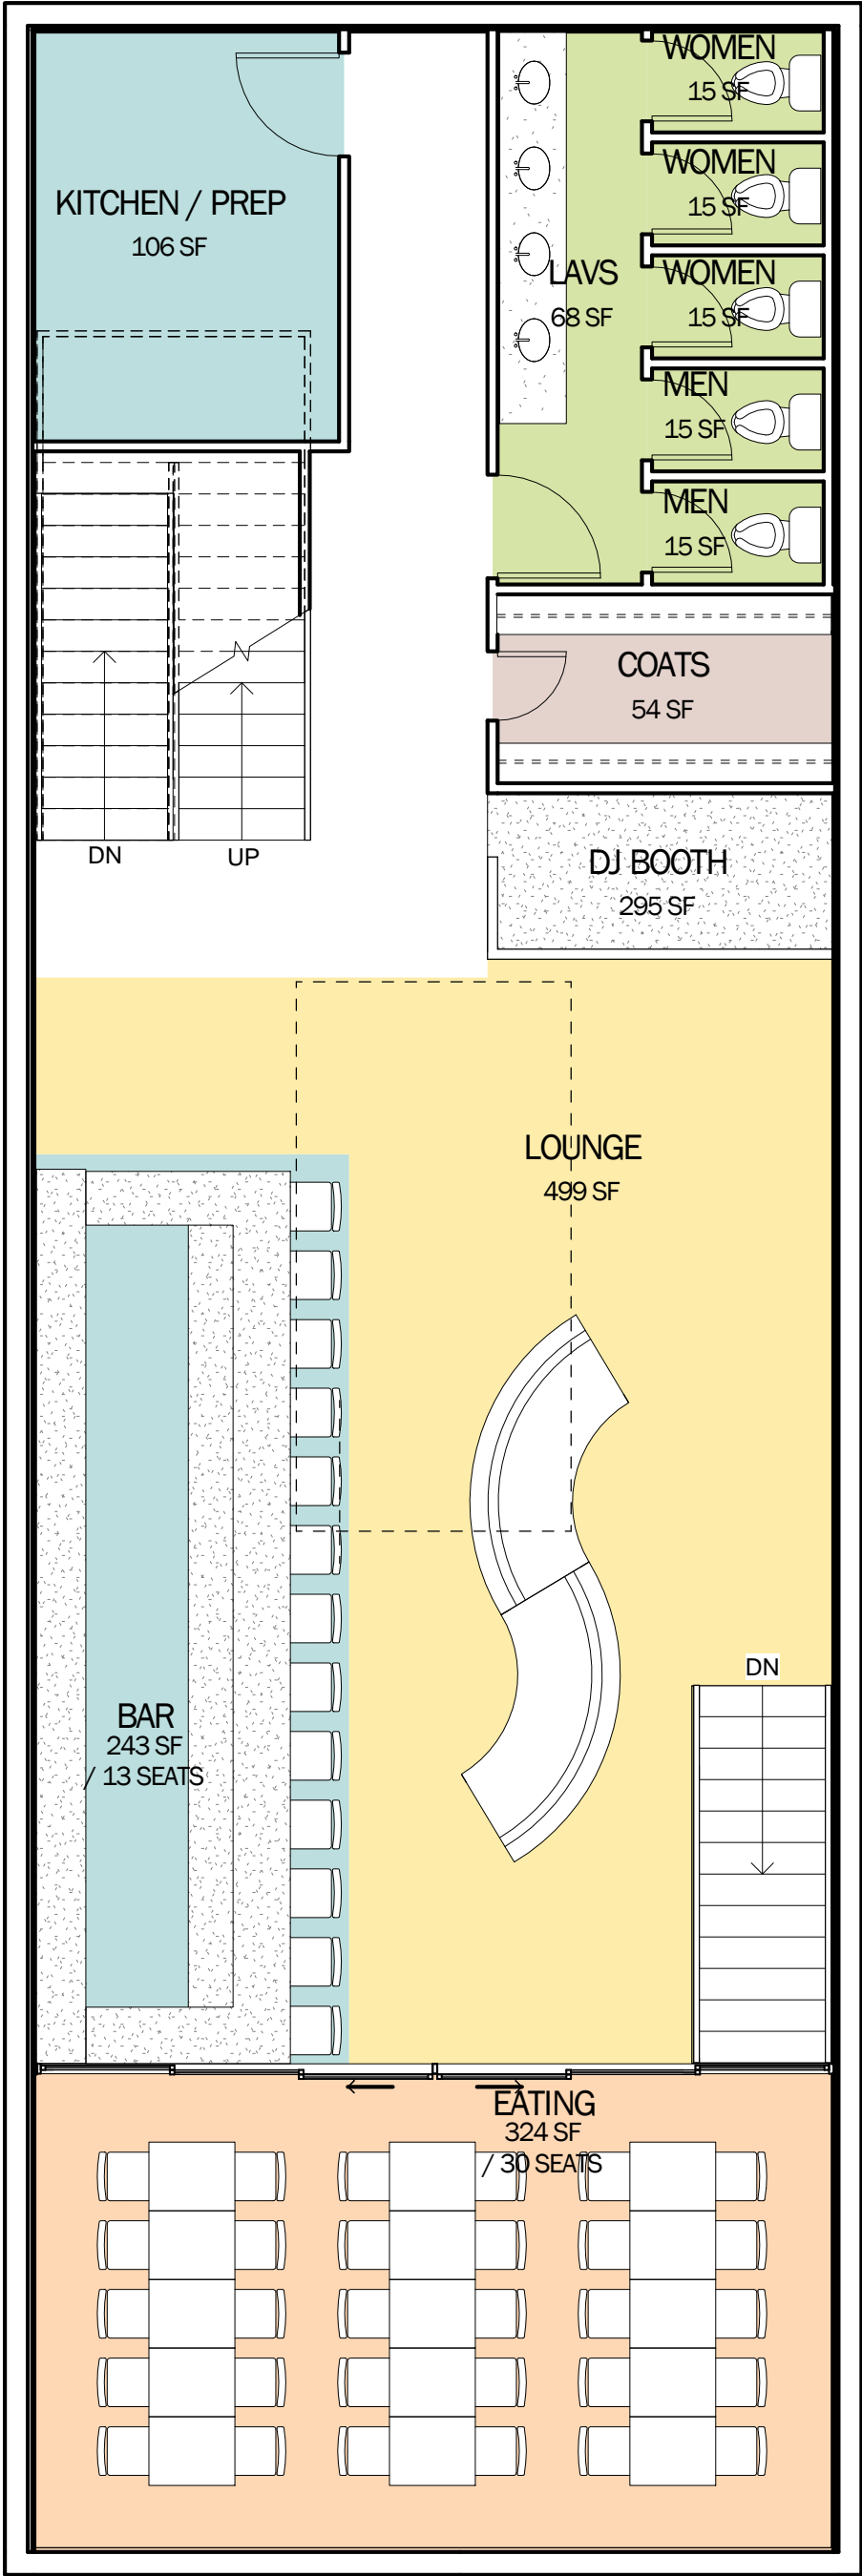 WOMEN
15 SF
WOMEN
15 SF
KITCHEN / PREP
106 SF
LAVS
68 SF
WOMEN
15 SF
MEN
15 SF
MEN
15 SF
COATS
54 SF
DN
UP
DJ BOOTH
295 SF
LOUNGE
499 SF
DN
BAR
243 SF
/ 13 SEATS
EATING
324 SF
/ 30 SEATS